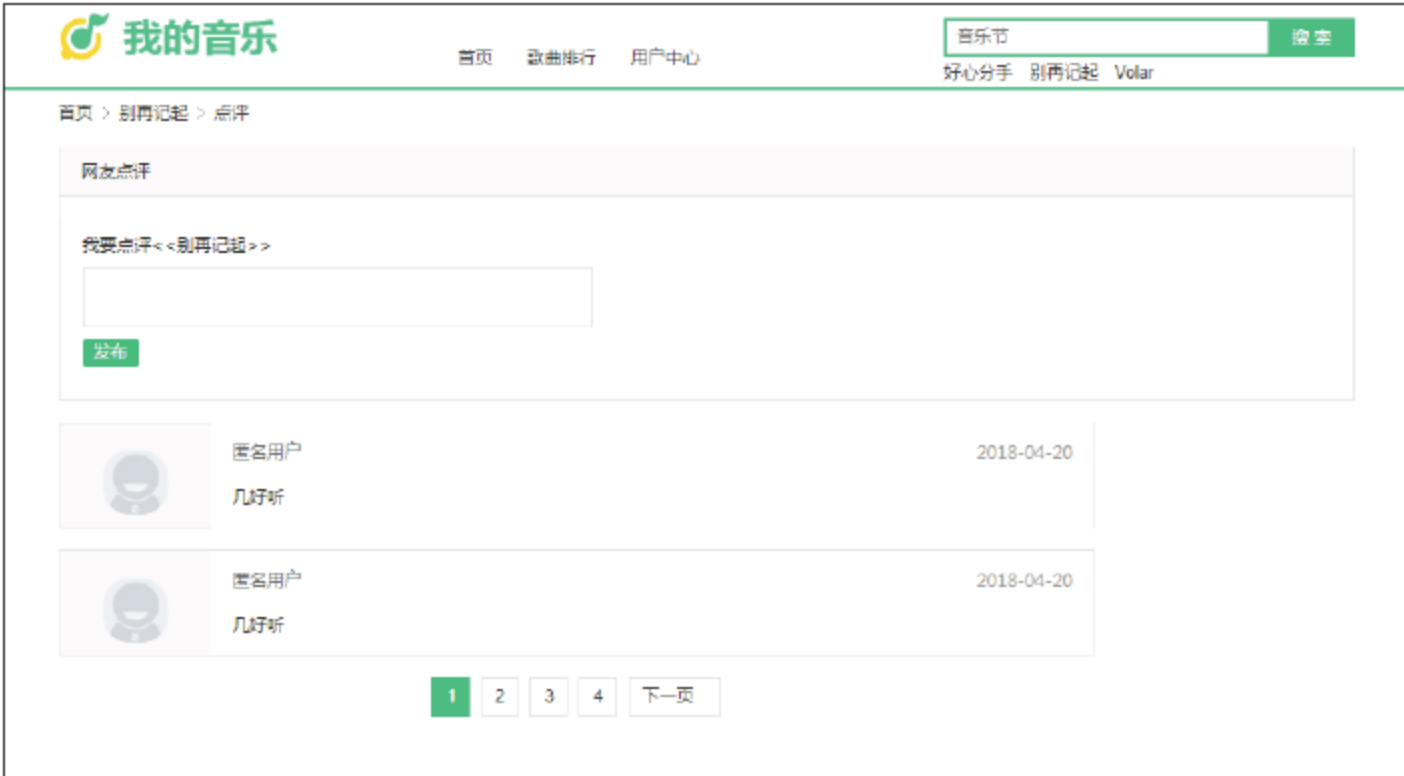 我的音乐
首页 歌曲排行 用户中心
音乐节 搜索
好心分手 别再记起 Volar
首页 > 别再记起 > 点评
网友点评
我要点评<<别再记起>>
发布
匿名用户 2018-04-20
几好听
匿名用户 2018-04-20
几好听
1 2 3 4 下一页